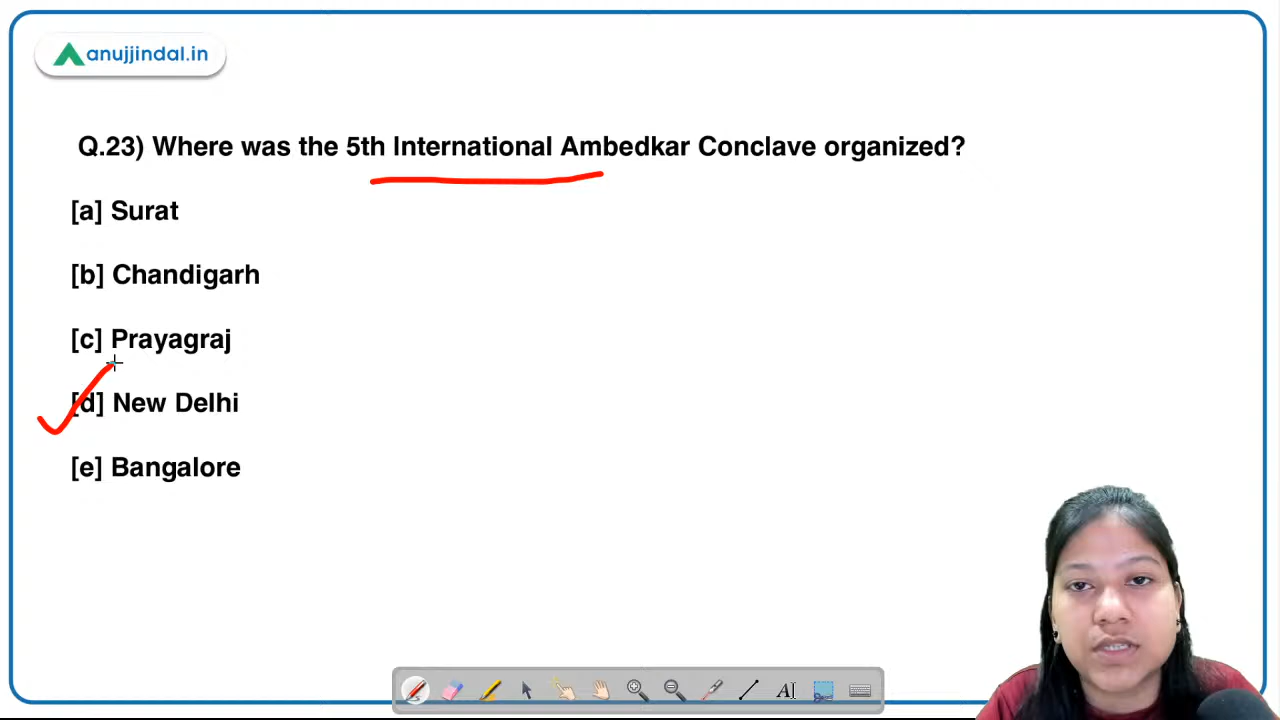 anujjindal.in
Q.23) Where was the 5th International Ambedkar Conclave organized?
[a] Surat
[b] Chandigarh
[c] Prayagraj
[d] New Delhi
[e] Bangalore